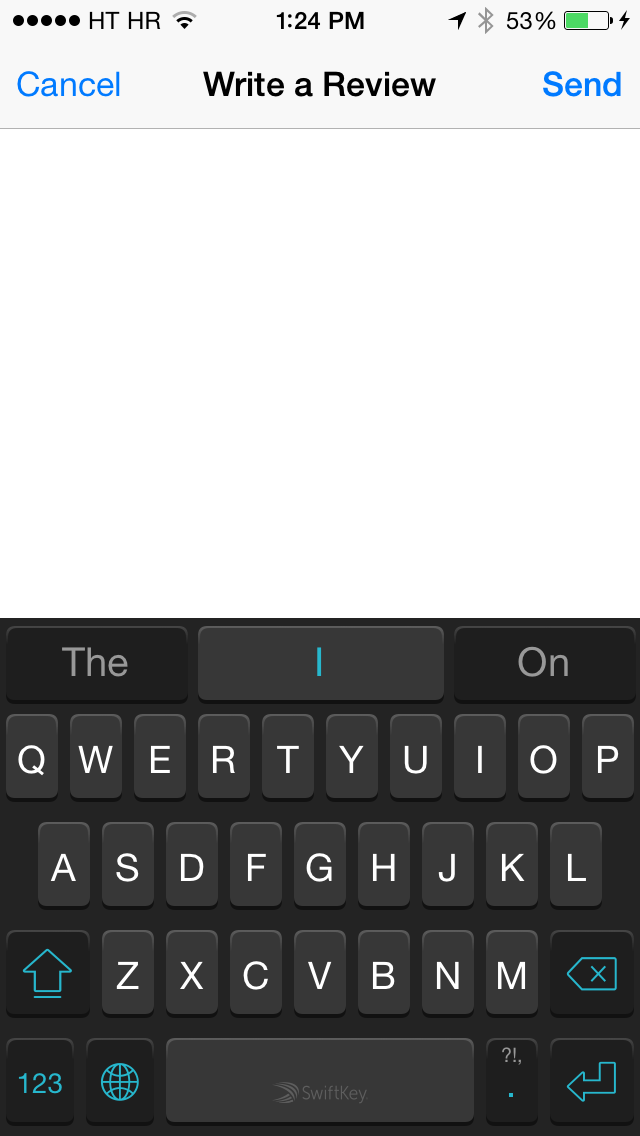 HT HR 1:24 PM 53%
Cancel Write a Review Send
The I On
Q W E R T Y U I O P
A S D F G H J K L
Z X C V B N M
?!,
123 SwiftKey. .